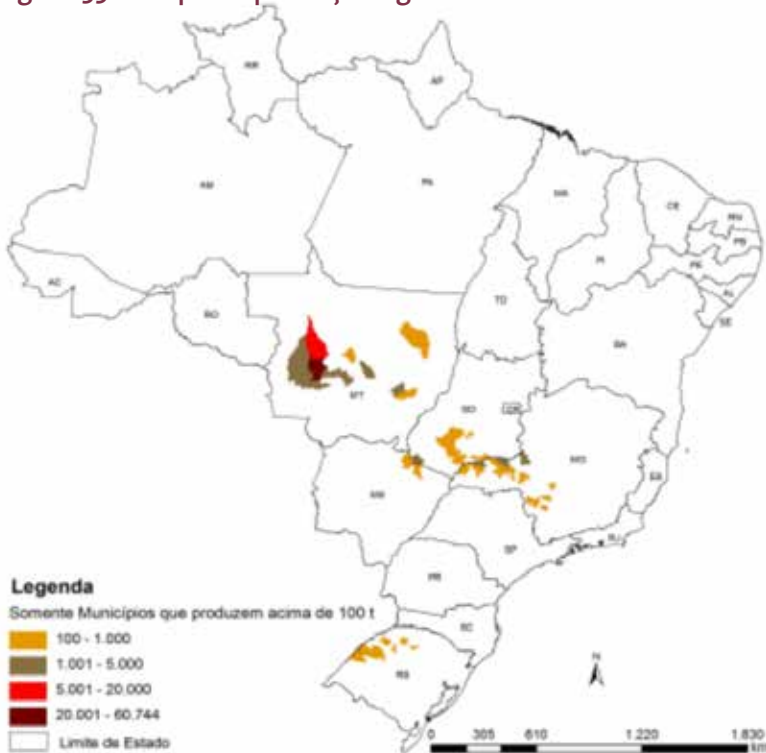 RR
AP
AM
PA
MA
CE
RN
PB
PE
AL
SE
PI
AC
RO
TO
BA
MT
GO
DF
MG
ES
MS
SP
RJ
PR
SC
RS
N
Legenda
Somente Municípios que produzem acima de 100 t
100 - 1.000
1.001 - 5.000
5.001 - 20.000
20.001 - 60.744
Limite de Estado
0 305 610 1.220 1.830
km